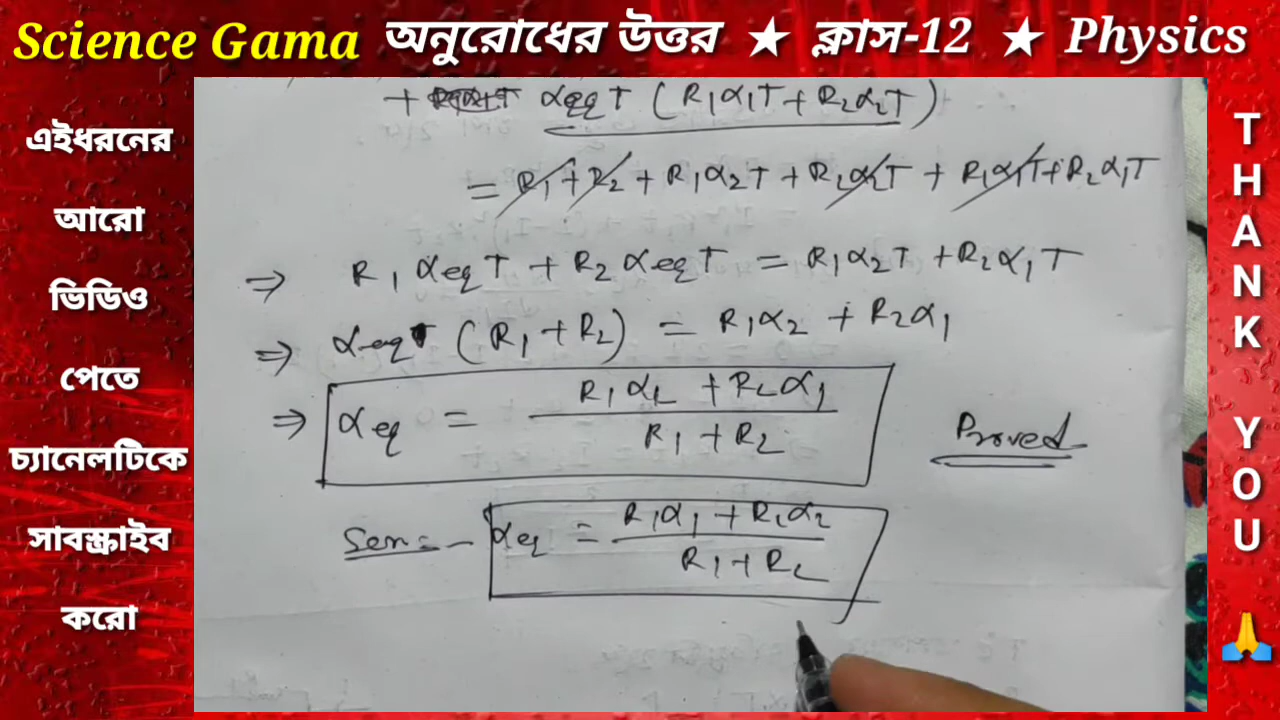 Science Gama অনুরোধের উত্তর ★ ক্লাস-12 ★ Physics
এইধরনের
আরো
ভিডিও
পেতে
চ্যানেলটিকে
সাবস্ক্রাইব
করো
+ αeqT (R₁α₁T + R₂α₂T)
= R₁ + R₂ + R₁α₂T + R₂α₂T + R₁α₁T + R₂α₁T
⇒ R₁αeqT + R₂αeqT = R₁α₂T + R₂α₁T
⇒ αeq (R₁ + R₂) = R₁α₂ + R₂α₁
⇒ αeq = (R₁α₂ + R₂α₁) / (R₁ + R₂) Proved
αeq = (R₁α₁ + R₂α₂) / (R₁ + R₂)
THANK
YOU